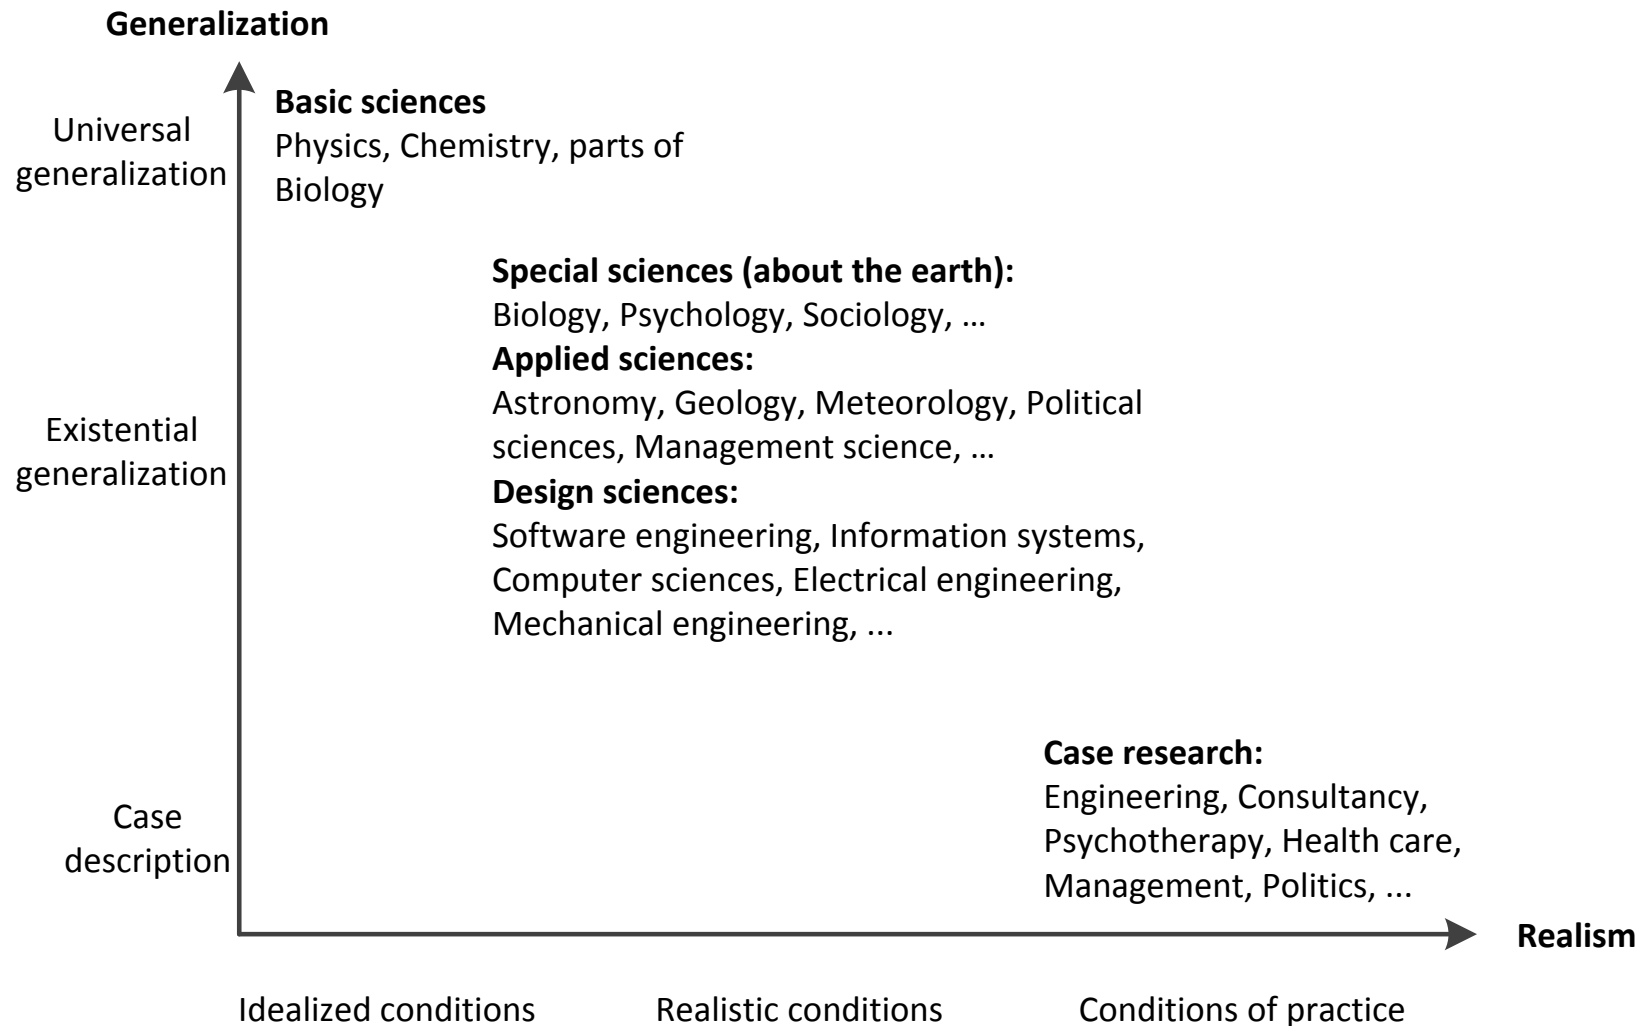 Generalization
Universal
generalization
Basic sciences
Physics, Chemistry, parts of
Biology
Special sciences (about the earth):
Biology, Psychology, Sociology, …
Applied sciences:
Astronomy, Geology, Meteorology, Political
sciences, Management science, …
Design sciences:
Software engineering, Information systems,
Computer sciences, Electrical engineering,
Mechanical engineering, ...
Existential
generalization
Case
description
Case research:
Engineering, Consultancy,
Psychotherapy, Health care,
Management, Politics, ...
Realism
Idealized conditions
Realistic conditions
Conditions of practice